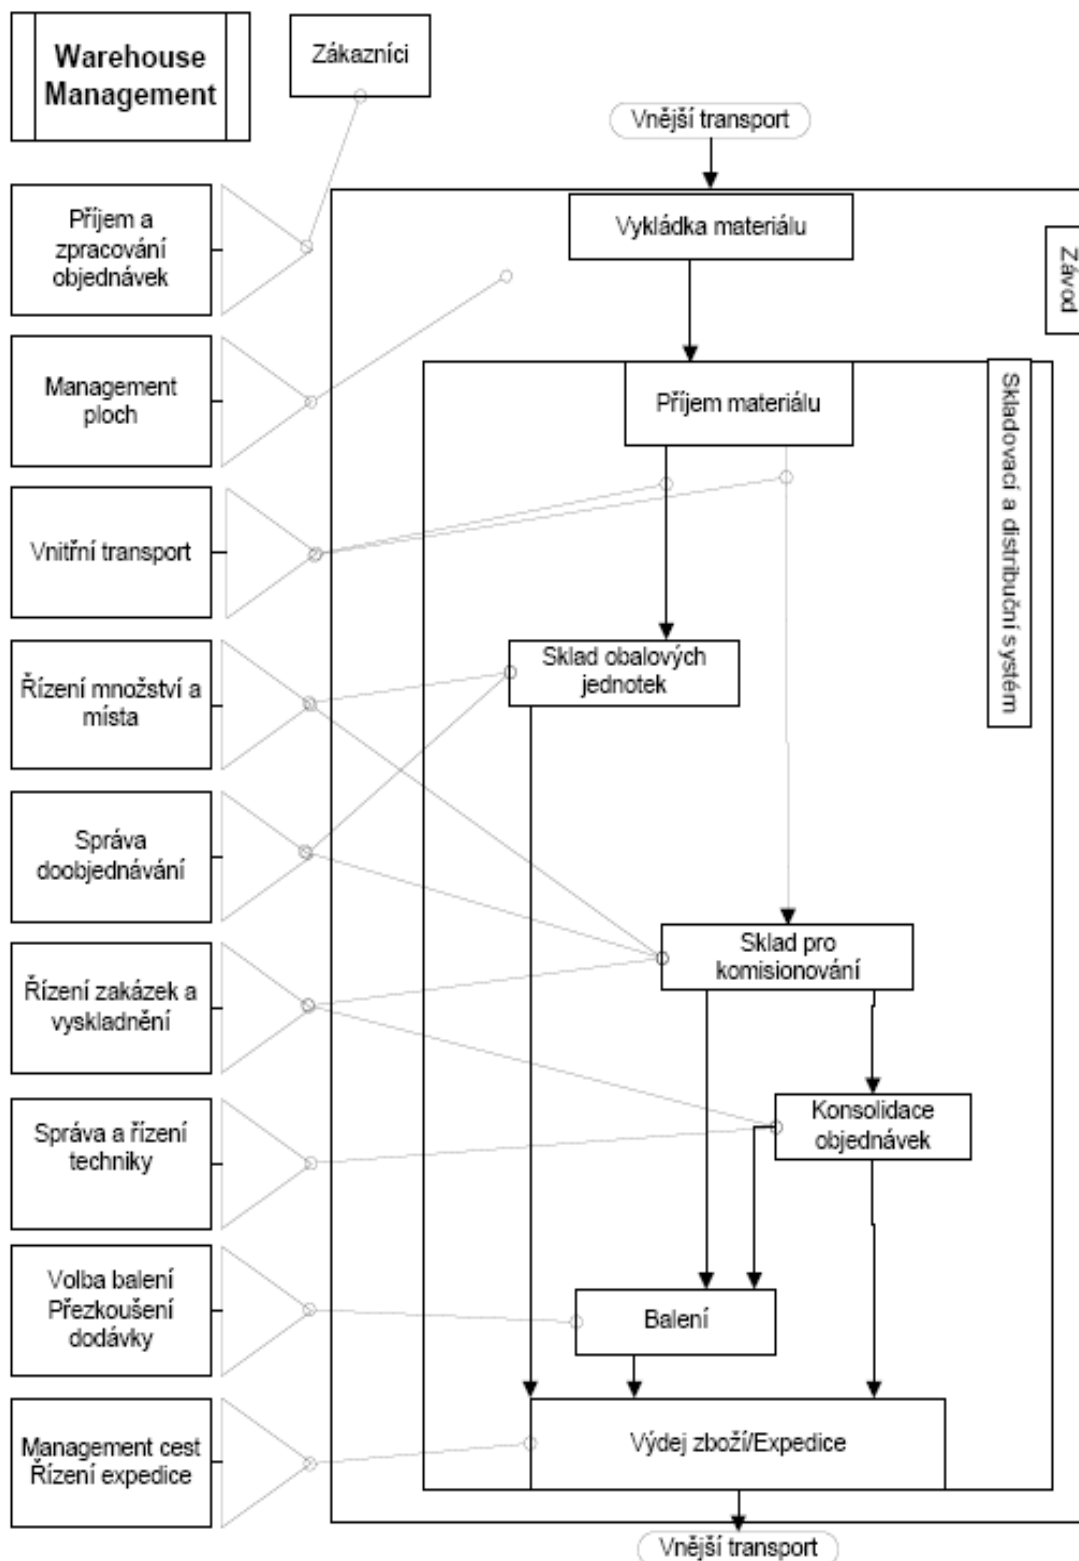 Warehouse
Management
Zákazníci
Vnější transport
Příjem a
zpracování
objednávek
Vykládka materiálu
Závod
Management
ploch
Příjem materiálu
Skladovací a distribuční systém
Vnitřní transport
Řízení množství a
místa
Sklad obalových
jednotek
Správa
doobjednávání
Sklad pro
komisionování
Řízení zakázek a
vyskladnění
Konsolidace
objednávek
Správa a řízení
techniky
Volba balení
Přezkoušení
dodávky
Balení
Management cest
Řízení expedice
Výdej zboží/Expedice
Vnější transport